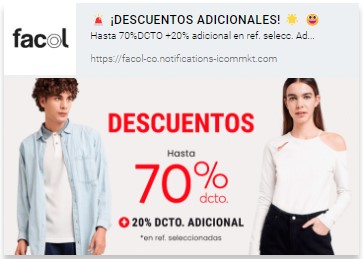 facol
¡DESCUENTOS ADICIONALES!
Hasta 70%DCTO +20% adicional en ref. selecc. Ad...
https://facol-co.notifications-icommkt.com
DESCUENTOS
Hasta
70%
dcto.
+ 20% DCTO. ADICIONAL
*en ref. seleccionadas